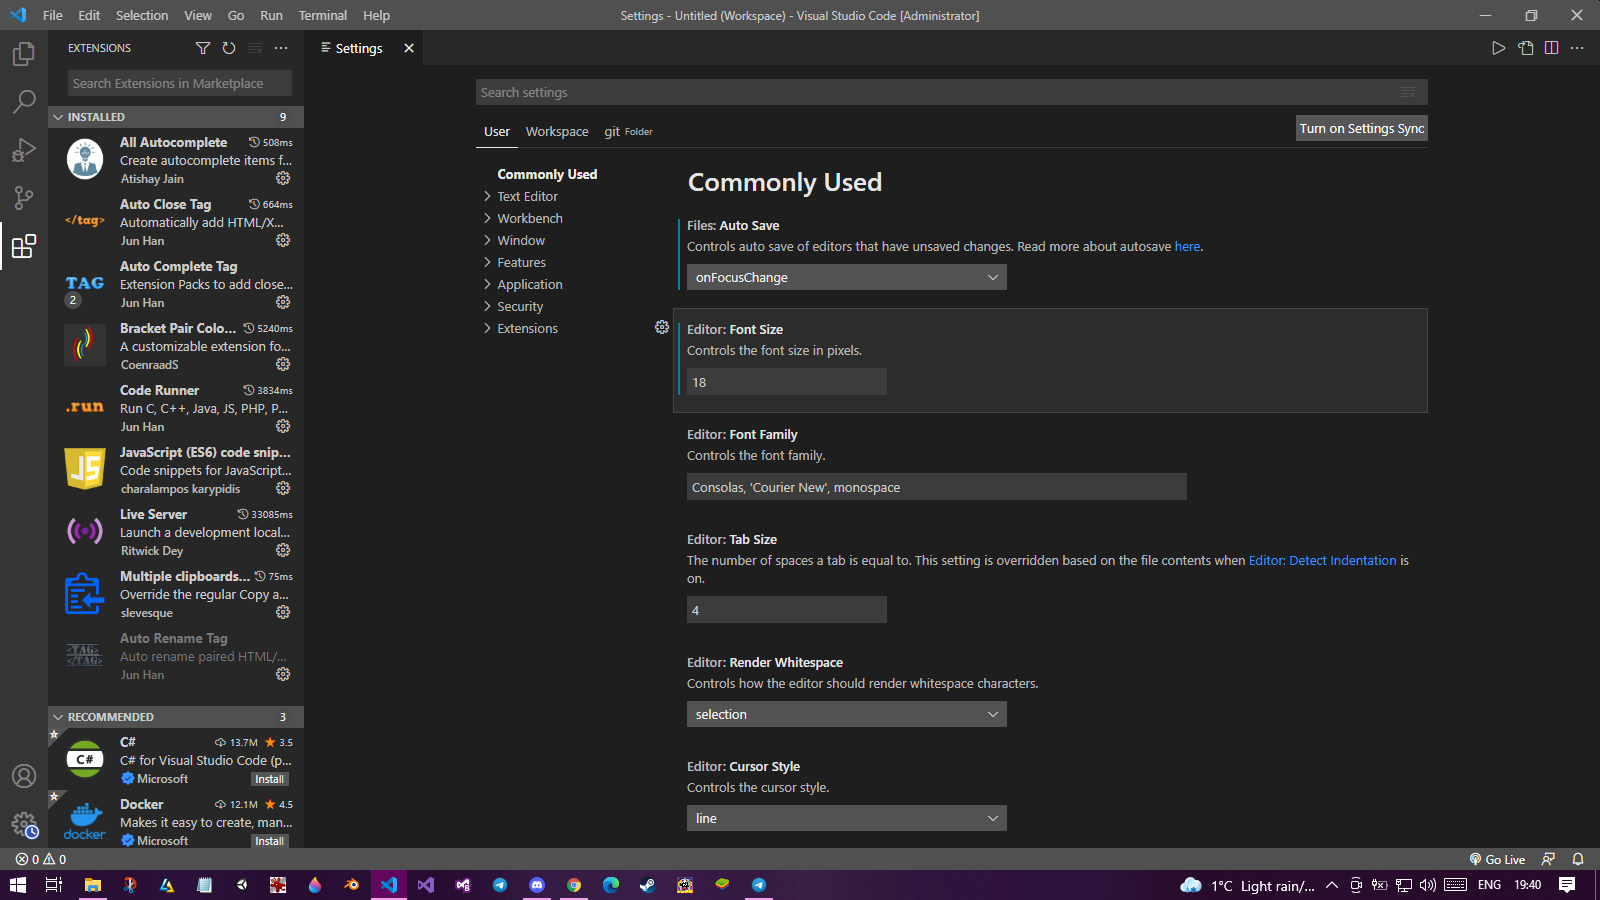 File Edit Selection View Go Run Terminal Help
Settings - Untitled (Workspace) - Visual Studio Code [Administrator]
EXTENSIONS
Search Extensions in Marketplace
INSTALLED 9
All Autocomplete 508ms
Create autocomplete items f...
Atishay Jain
</tag>
Auto Close Tag 664ms
Automatically add HTML/X...
Jun Han
TAG
2
Auto Complete Tag
Extension Packs to add close...
Jun Han
Bracket Pair Colo... 5240ms
A customizable extension fo...
CoenraadS
.run
Code Runner 3834ms
Run C, C++, Java, JS, PHP, P...
Jun Han
JS
JavaScript (ES6) code snip...
Code snippets for JavaScript...
charalampos karypidis
Live Server 33085ms
Launch a development local...
Ritwick Dey
Multiple clipboards... 75ms
Override the regular Copy a...
slevesque
<TAG>
</TAG>
Auto Rename Tag
Auto rename paired HTML/...
Jun Han
RECOMMENDED 3
C#
C# 13.7M 3.5
C# for Visual Studio Code (p...
Microsoft Install
docker
Docker 12.1M 4.5
Makes it easy to create, man...
Microsoft Install
Settings
Search settings
User Workspace git Folder
Turn on Settings Sync
Commonly Used
Text Editor
Workbench
Window
Features
Application
Security
Extensions
Commonly Used
Files: Auto Save
Controls auto save of editors that have unsaved changes. Read more about autosave here.
onFocusChange
Editor: Font Size
Controls the font size in pixels.
18
Editor: Font Family
Controls the font family.
Consolas, 'Courier New', monospace
Editor: Tab Size
The number of spaces a tab is equal to. This setting is overridden based on the file contents when Editor: Detect Indentation is
on.
4
Editor: Render Whitespace
Controls how the editor should render whitespace characters.
selection
Editor: Cursor Style
Controls the cursor style.
line
0 0
Go Live
1°C Light rain/... ENG 19:40